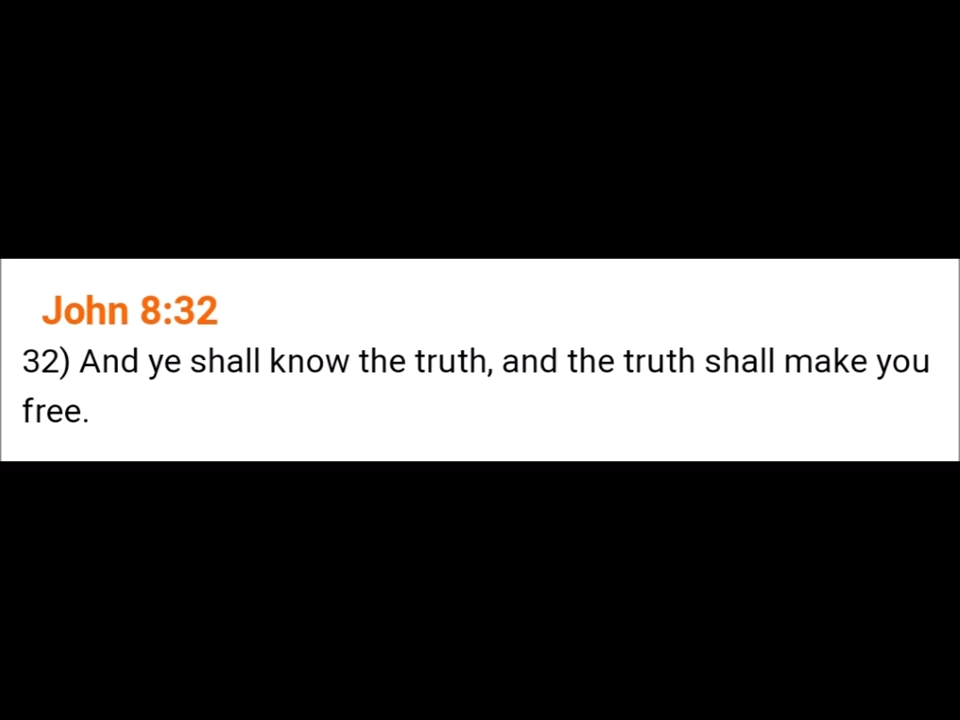 John 8:32
32) And ye shall know the truth, and the truth shall make you
free.